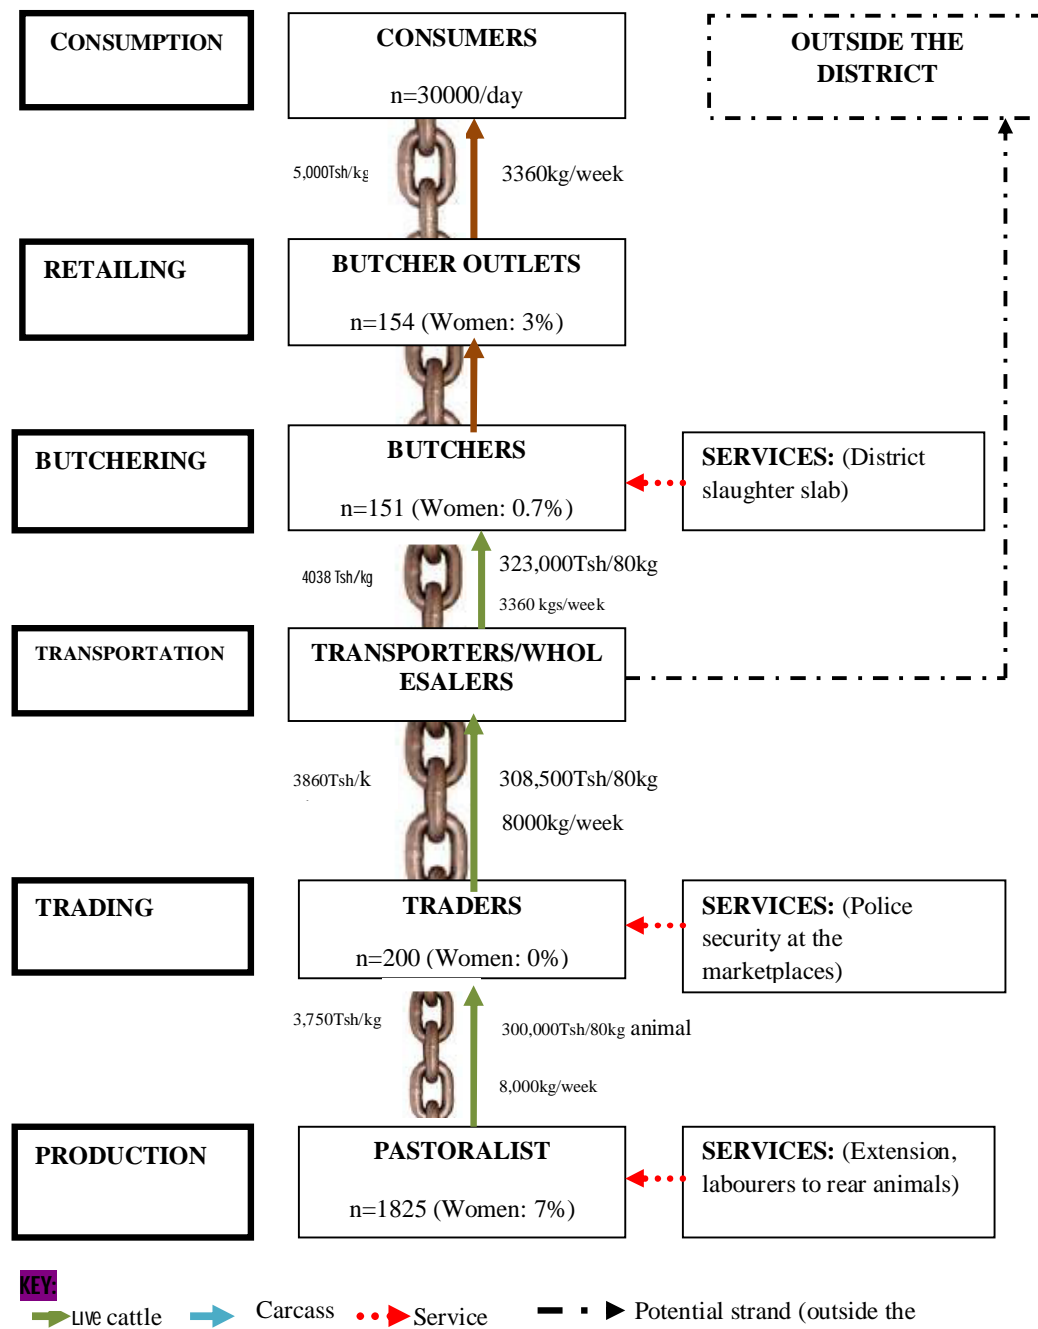 CONSUMPTION
CONSUMERS
n=30000/day
OUTSIDE THE
DISTRICT
5,000Tsh/kg
3360kg/week
RETAILING
BUTCHER OUTLETS
n=154 (Women: 3%)
BUTCHERING
BUTCHERS
n=151 (Women: 0.7%)
SERVICES: (District
slaughter slab)
4038 Tsh/kg
323,000Tsh/80kg
3360 kgs/week
TRANSPORTATION
TRANSPORTERS/WHOL
ESALERS
3860Tsh/k
308,500Tsh/80kg
8000kg/week
TRADING
TRADERS
n=200 (Women: 0%)
SERVICES: (Police
security at the
marketplaces)
3,750Tsh/kg
300,000Tsh/80kg animal
8,000kg/week
PRODUCTION
PASTORALIST
n=1825 (Women: 7%)
SERVICES: (Extension,
labourers to rear animals)
KEY:
Live cattle Carcass Service Potential strand (outside the